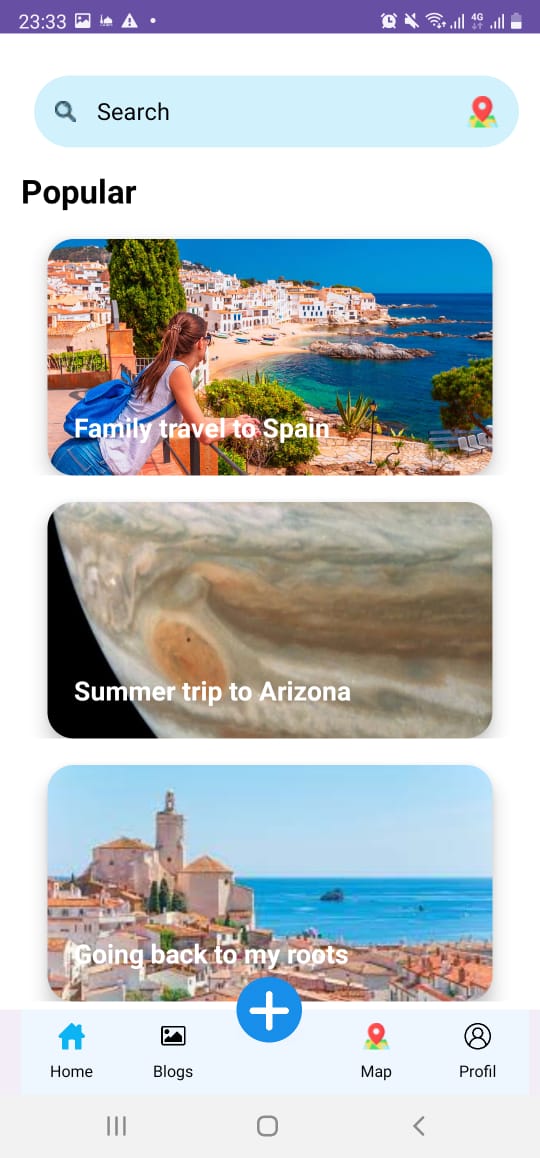 23:33
4G
Search
Popular
Family travel to Spain
Summer trip to Arizona
Going back to my roots
Home
Blogs
Map
Profil